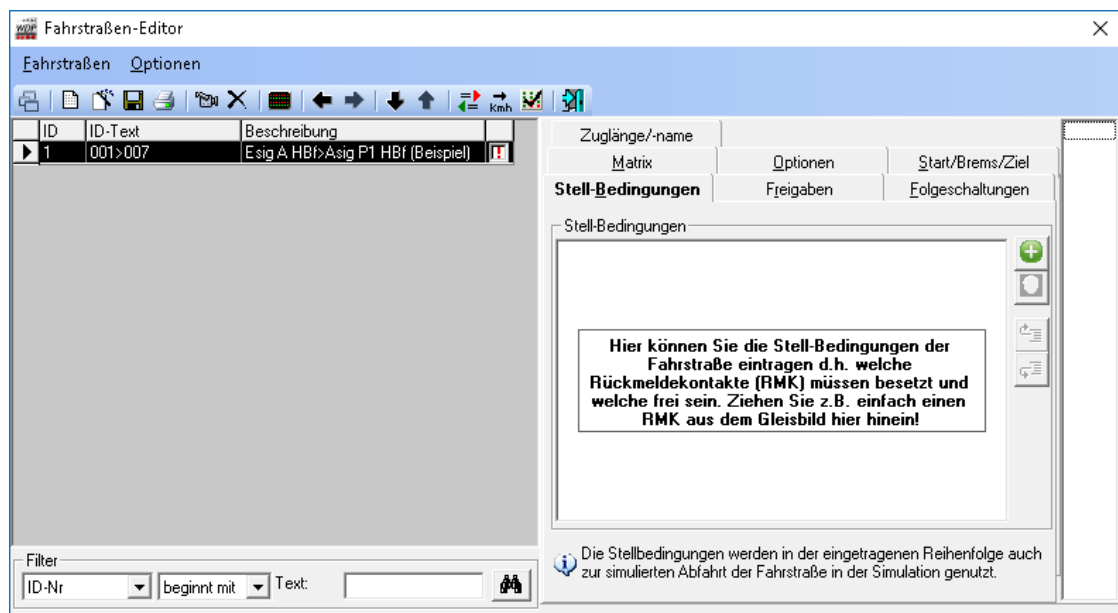 WDP Fahrstraßen-Editor
Fahrstraßen Optionen
Kmh
ID ID-Text Beschreibung
1 001>007 Esig A HBf>Asig P1 HBf (Beispiel)
Zuglänge/-name
Matrix Optionen Start/Brems/Ziel
Stell-Bedingungen Freigaben Folgeschaltungen
Stell-Bedingungen
Hier können Sie die Stell-Bedingungen der
Fahrstraße eintragen d.h. welche
Rückmeldekontakte (RMK) müssen besetzt und
welche frei sein. Ziehen Sie z.B. einfach einen
RMK aus dem Gleisbild hier hinein!
Die Stellbedingungen werden in der eingetragenen Reihenfolge auch
zur simulierten Abfahrt der Fahrstraße in der Simulation genutzt.
Filter
ID-Nr beginnt mit Text: